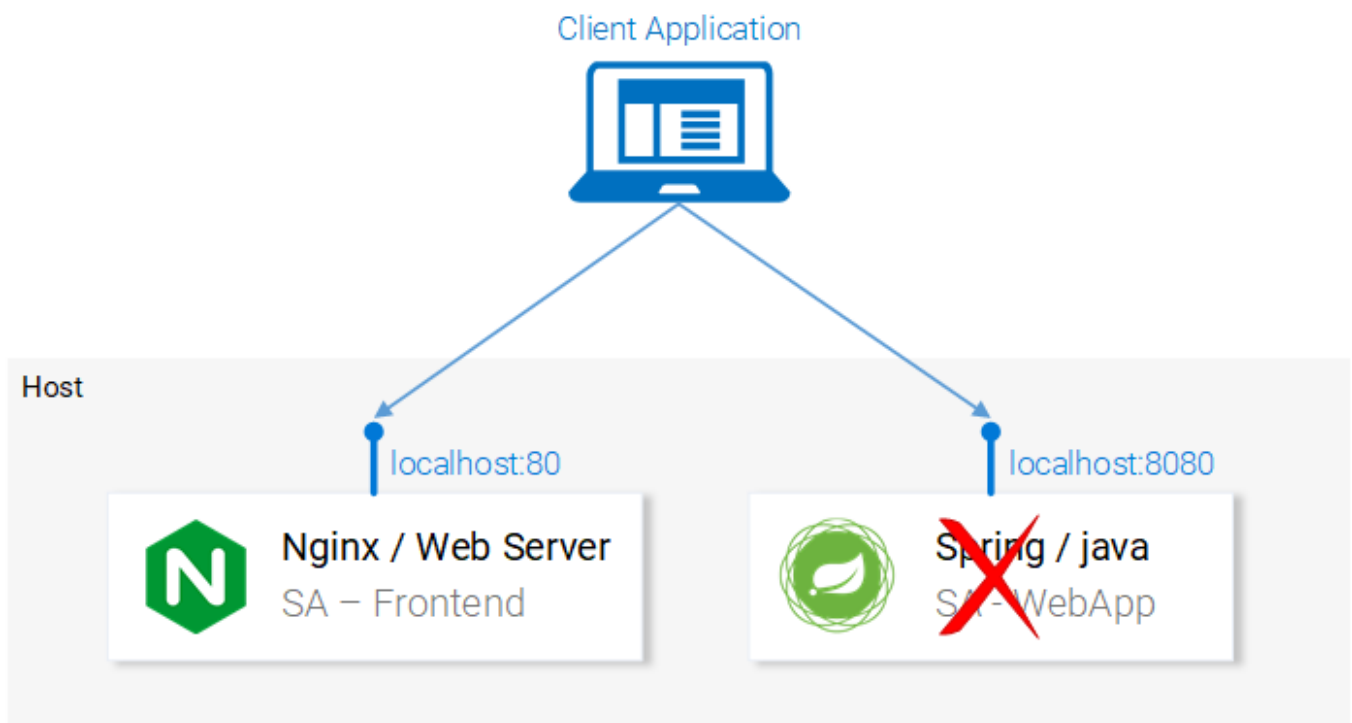 Client Application
Host
localhost:80
localhost:8080
Nginx / Web Server
SA – Frontend
Spring / java
SA - WebApp